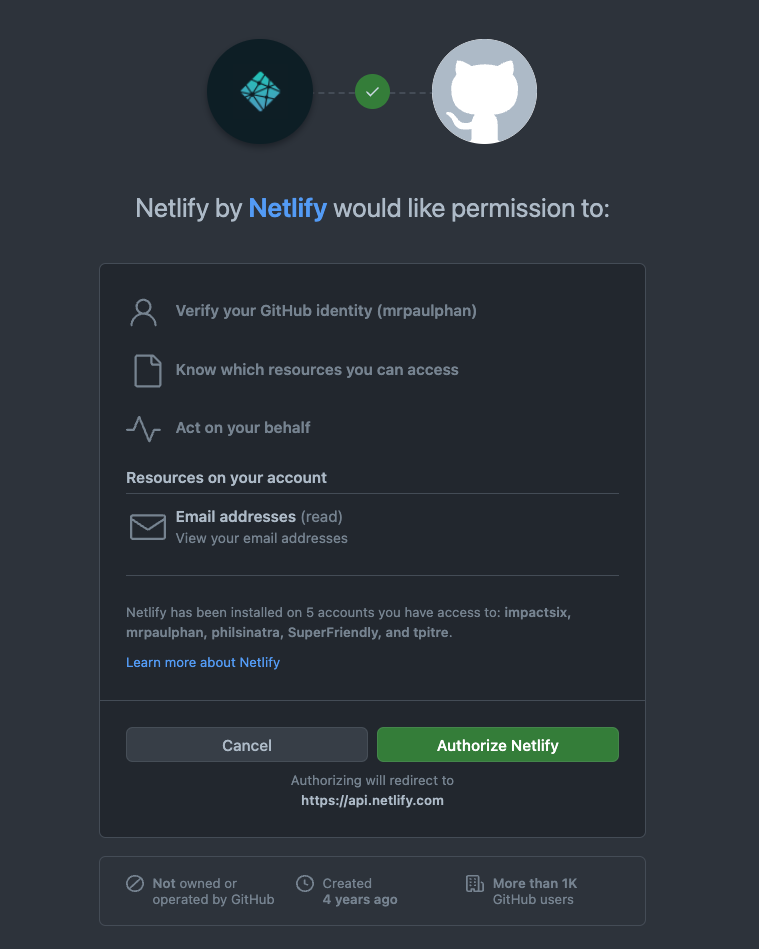 Netlify by Netlify would like permission to:
Verify your GitHub identity (mrpaulphan)
Know which resources you can access
Act on your behalf
Resources on your account
Email addresses (read)
View your email addresses
Netlify has been installed on 5 accounts you have access to: impactsix,
mrpaulphan, philsinatra, SuperFriendly, and tpitre.
Learn more about Netlify
Cancel
Authorize Netlify
Authorizing will redirect to
https://api.netlify.com
Not owned or
operated by GitHub
Created
4 years ago
More than 1K
GitHub users